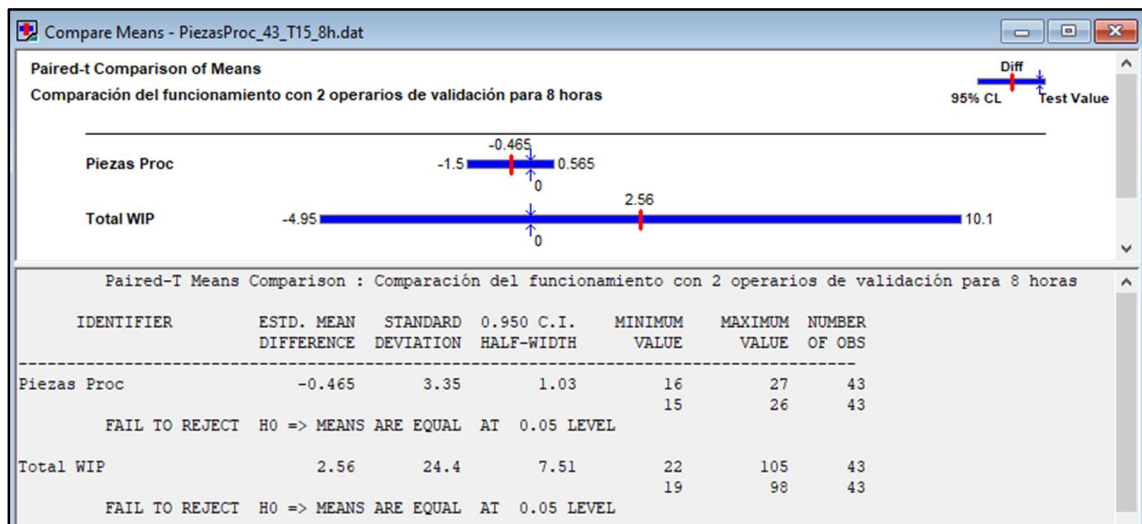 Compare Means - PiezasProc_43_T15_8h.dat
Paired-t Comparison of Means
Diff
Comparación del funcionamiento con 2 operarios de validación para 8 horas
95% CL Test Value
-0.465
Piezas Proc -1.5 0.565
0
2.56
Total WIP -4.95 10.1
0
Paired-T Means Comparison : Comparación del funcionamiento con 2 operarios de validación para 8 horas
IDENTIFIER ESTD. MEAN STANDARD 0.950 C.I. MINIMUM MAXIMUM NUMBER
DIFFERENCE DEVIATION HALF-WIDTH VALUE VALUE OF OBS
Piezas Proc -0.465 3.35 1.03 16 27 43
15 26 43
FAIL TO REJECT H0 => MEANS ARE EQUAL AT 0.05 LEVEL
Total WIP 2.56 24.4 7.51 22 105 43
19 98 43
FAIL TO REJECT H0 => MEANS ARE EQUAL AT 0.05 LEVEL